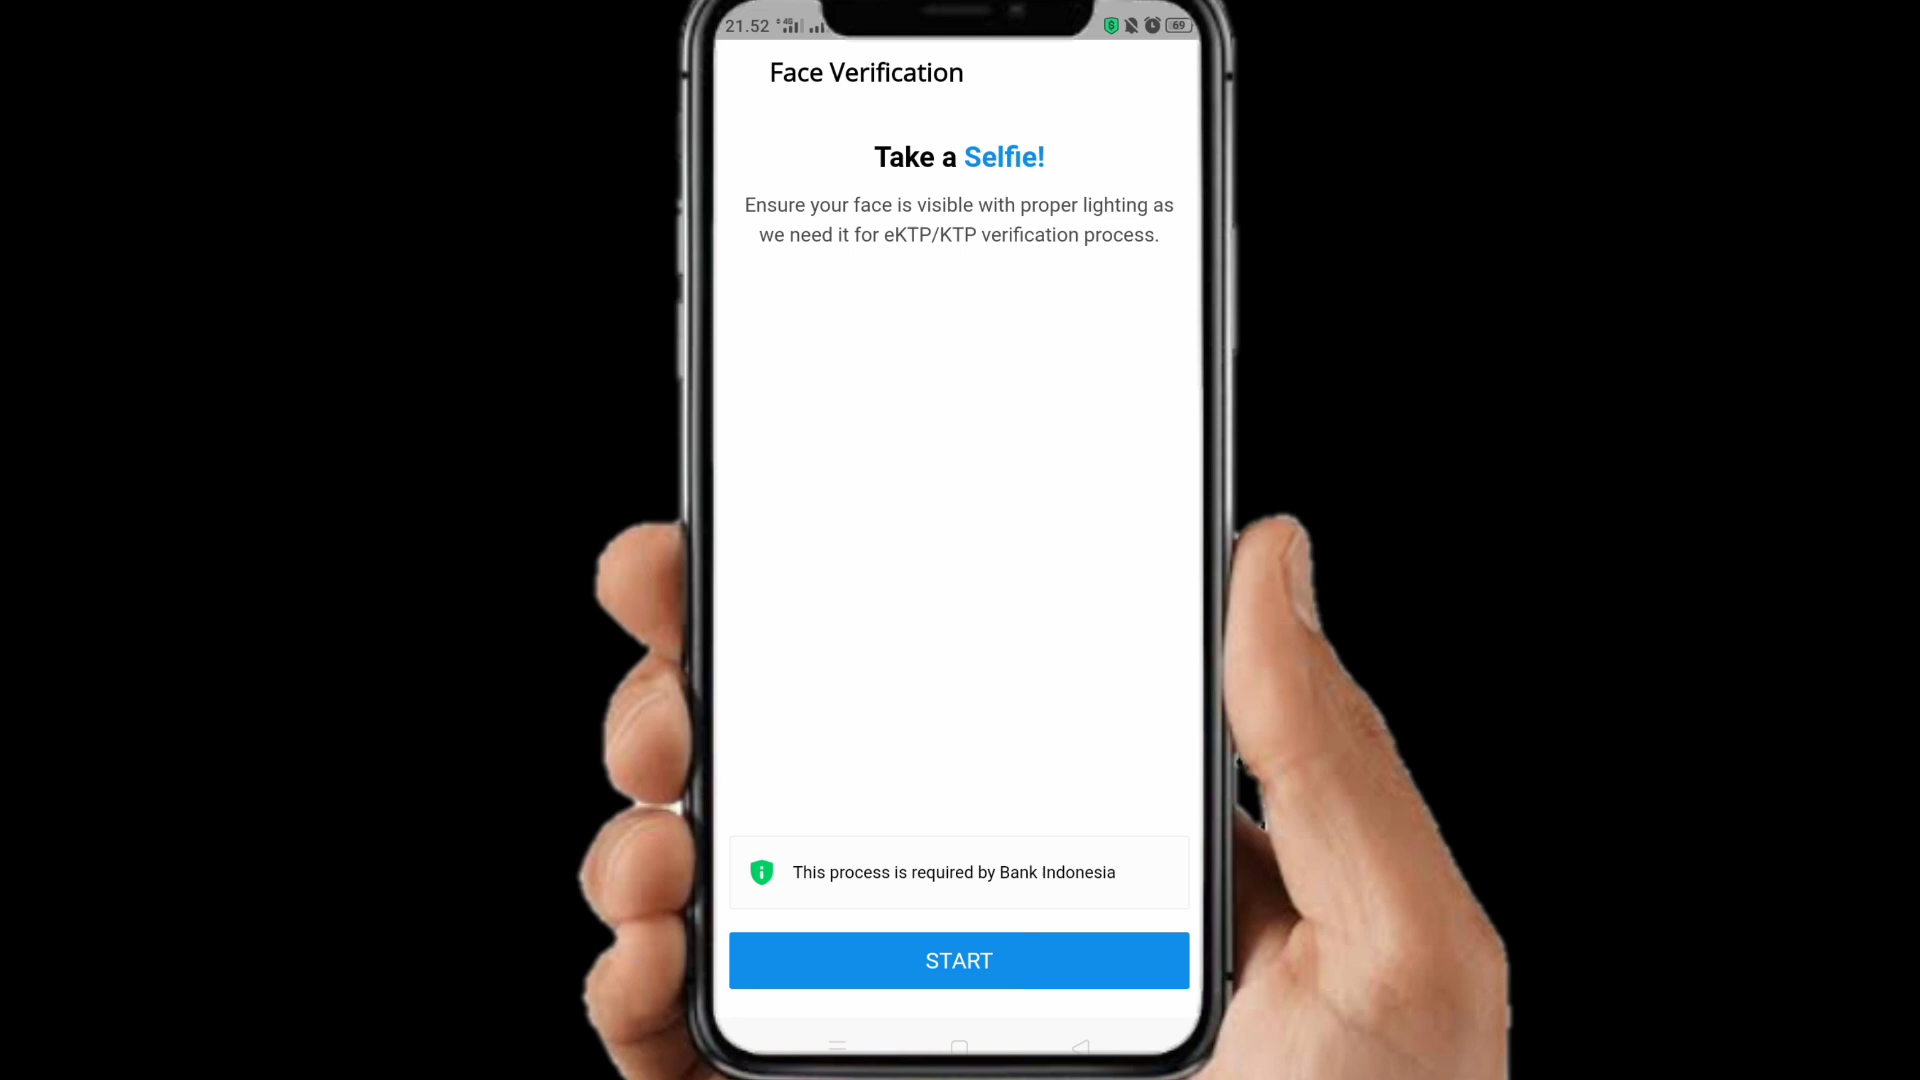 21.52 4G 69
Face Verification
Take a Selfie!
Ensure your face is visible with proper lighting as
we need it for eKTP/KTP verification process.
This process is required by Bank Indonesia
START